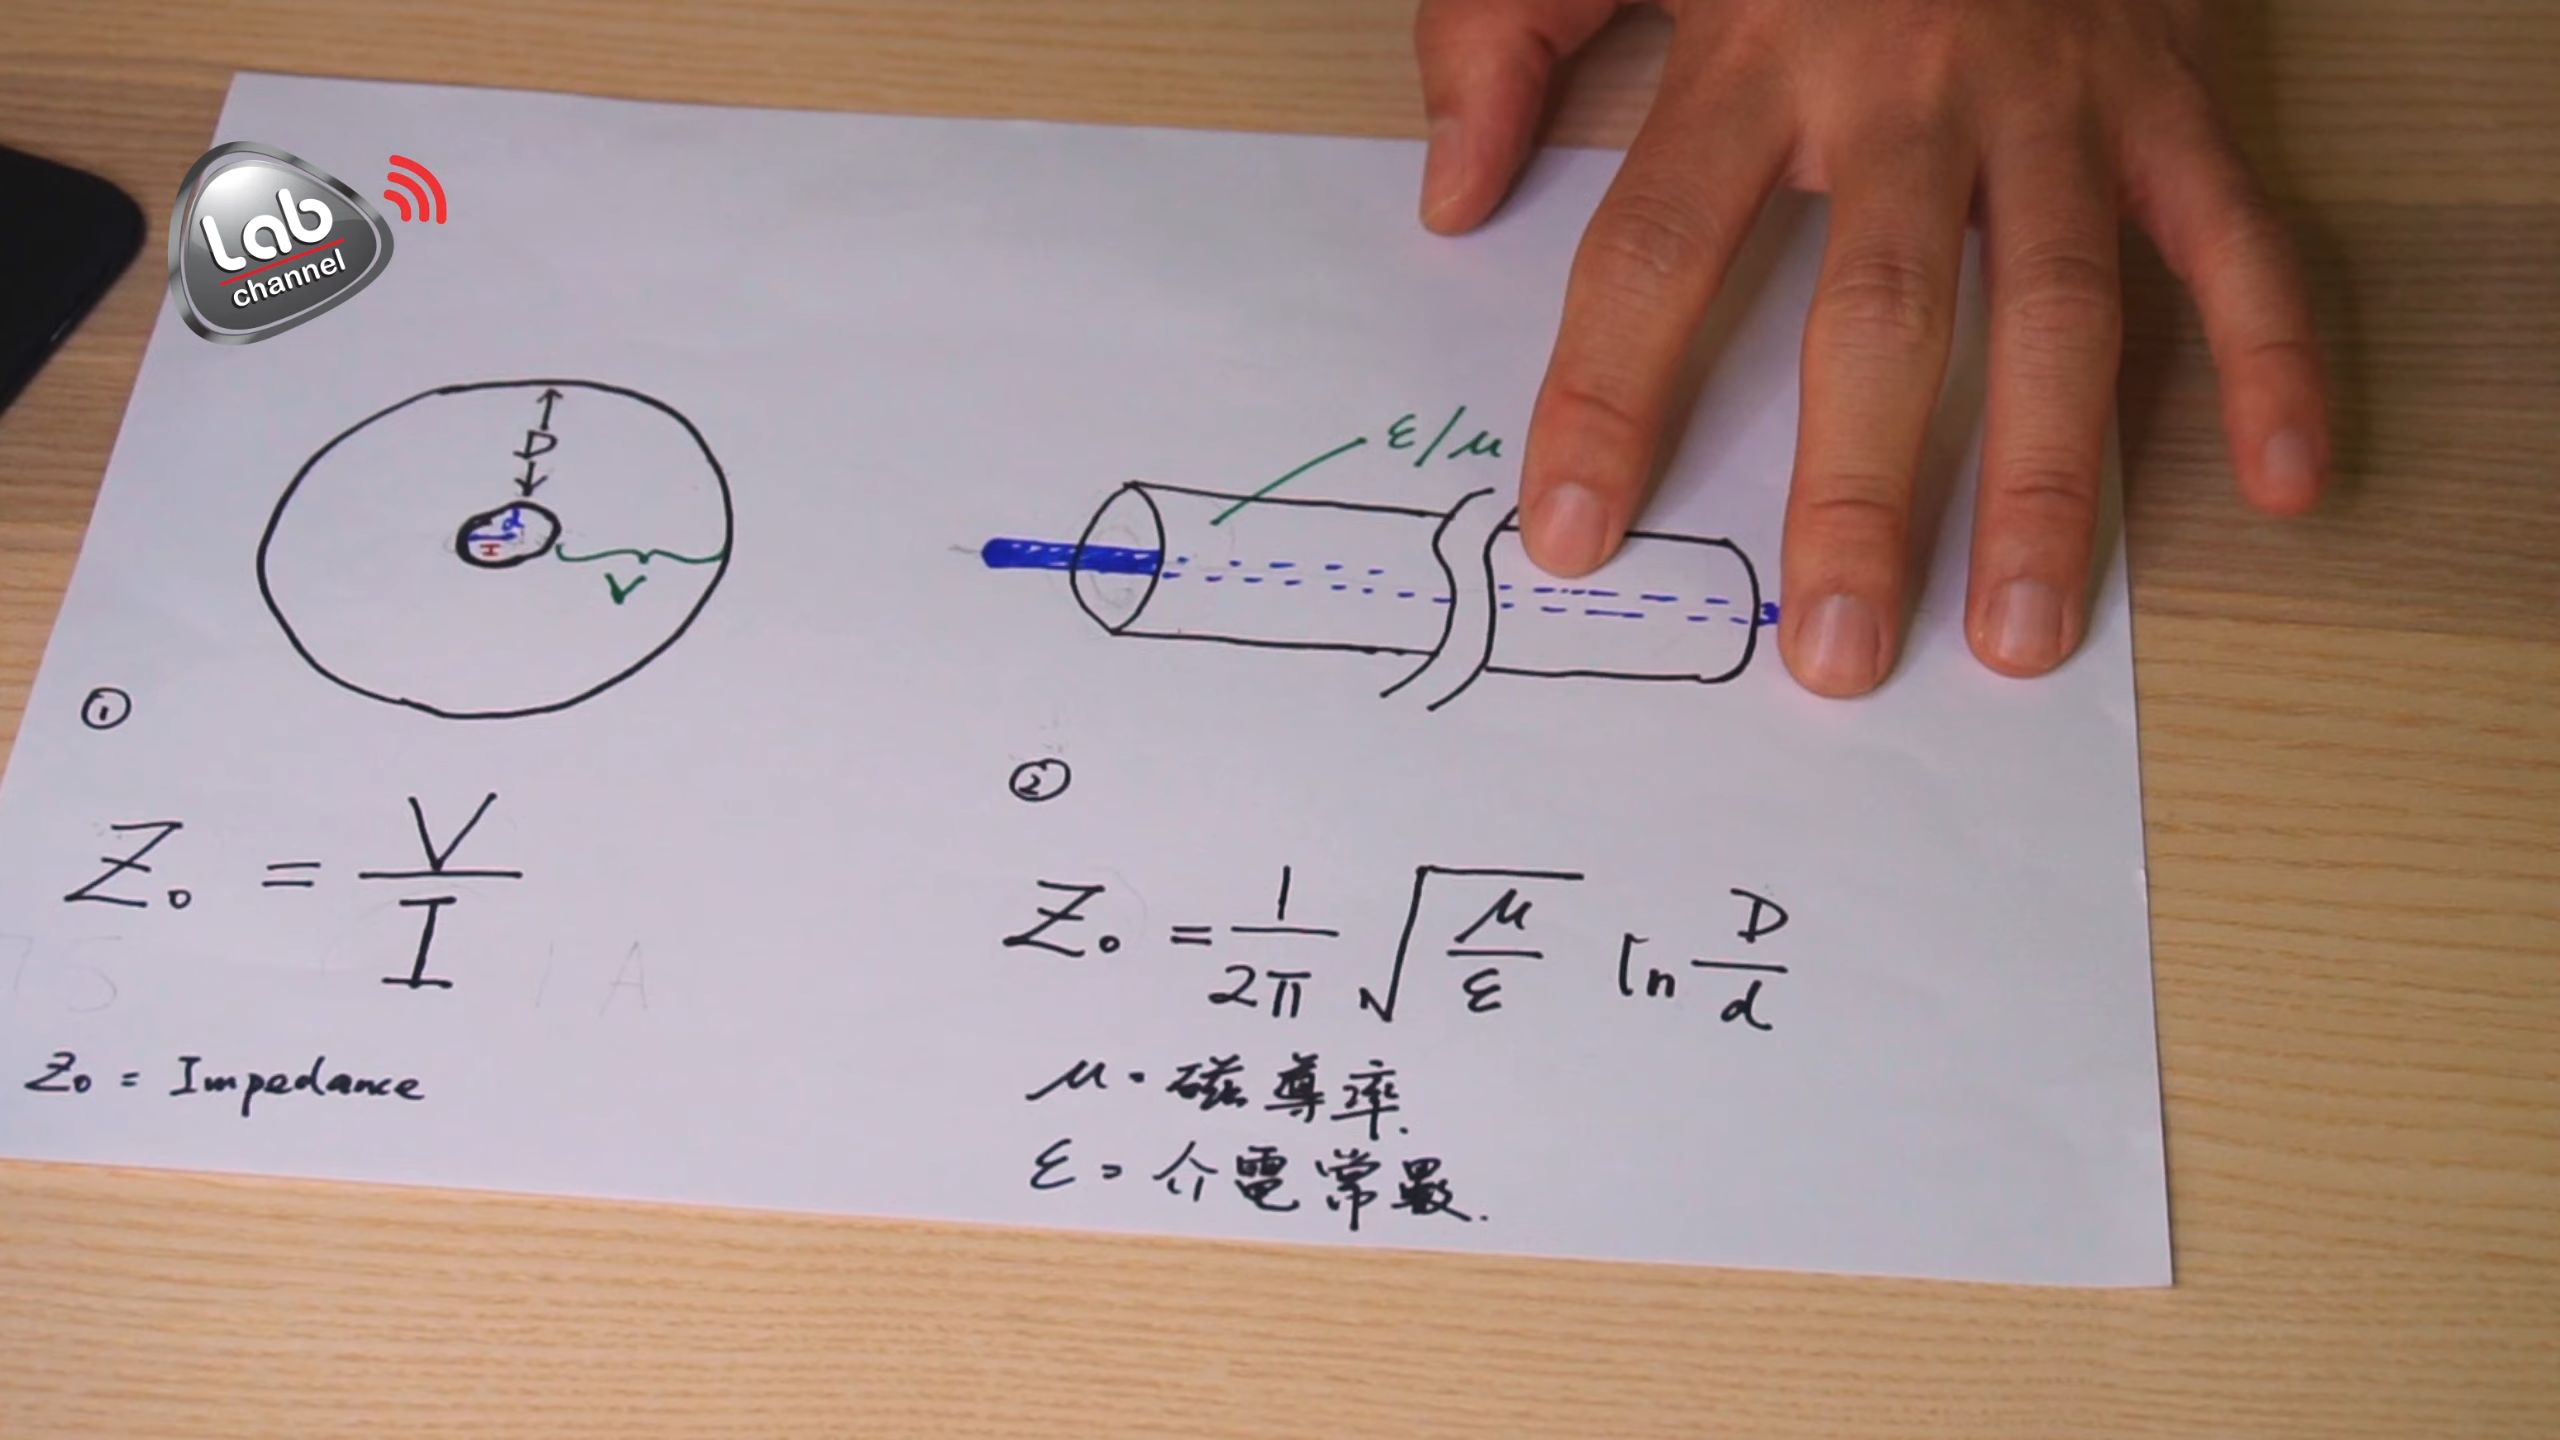 Lab
channel
D
d
I
V
ε/μ
①
Z₀ = V/I
Z₀ = Impedance
②
Z₀ = 1/2π √(μ/ε) ln D/d
μ = 磁導率.
ε = 介電常數.